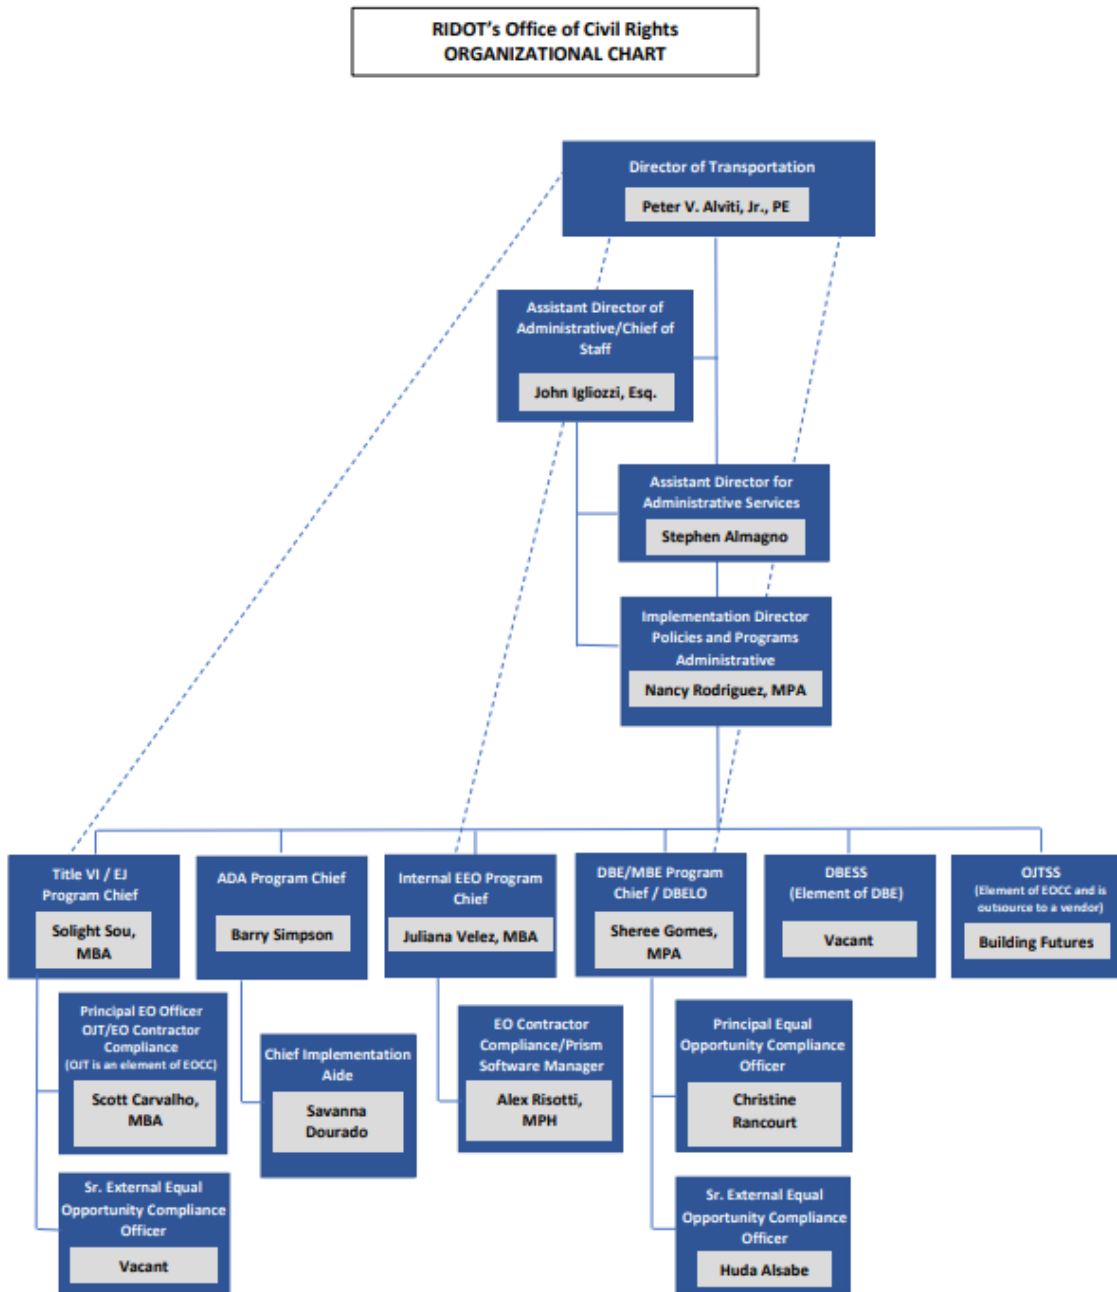 RIDOT's Office of Civil Rights
ORGANIZATIONAL CHART
Director of Transportation
Peter V. Alviti, Jr., PE
Assistant Director of
Administrative/Chief of
Staff
John Igliozzi, Esq.
Assistant Director for
Administrative Services
Stephen Almagno
Implementation Director
Policies and Programs
Administrative
Nancy Rodriguez, MPA
Title VI / EJ
Program Chief
Solight Sou,
MBA
ADA Program Chief
Barry Simpson
Internal EEO Program
Chief
Juliana Velez, MBA
DBE/MBE Program
Chief / DBELO
Sheree Gomes,
MPA
DBESS
(Element of DBE)
Vacant
OJTSS
(Element of EOCC and is
outsource to a vendor)
Building Futures
Principal EO Officer
OJT/EO Contractor
Compliance
(OJT is an element of EOCC)
Scott Carvalho,
MBA
Chief Implementation
Aide
Savanna
Dourado
EO Contractor
Compliance/Prism
Software Manager
Alex Risotti,
MPH
Principal Equal
Opportunity Compliance
Officer
Christine
Rancourt
Sr. External Equal
Opportunity Compliance
Officer
Vacant
Sr. External Equal
Opportunity Compliance
Officer
Huda Alsabe